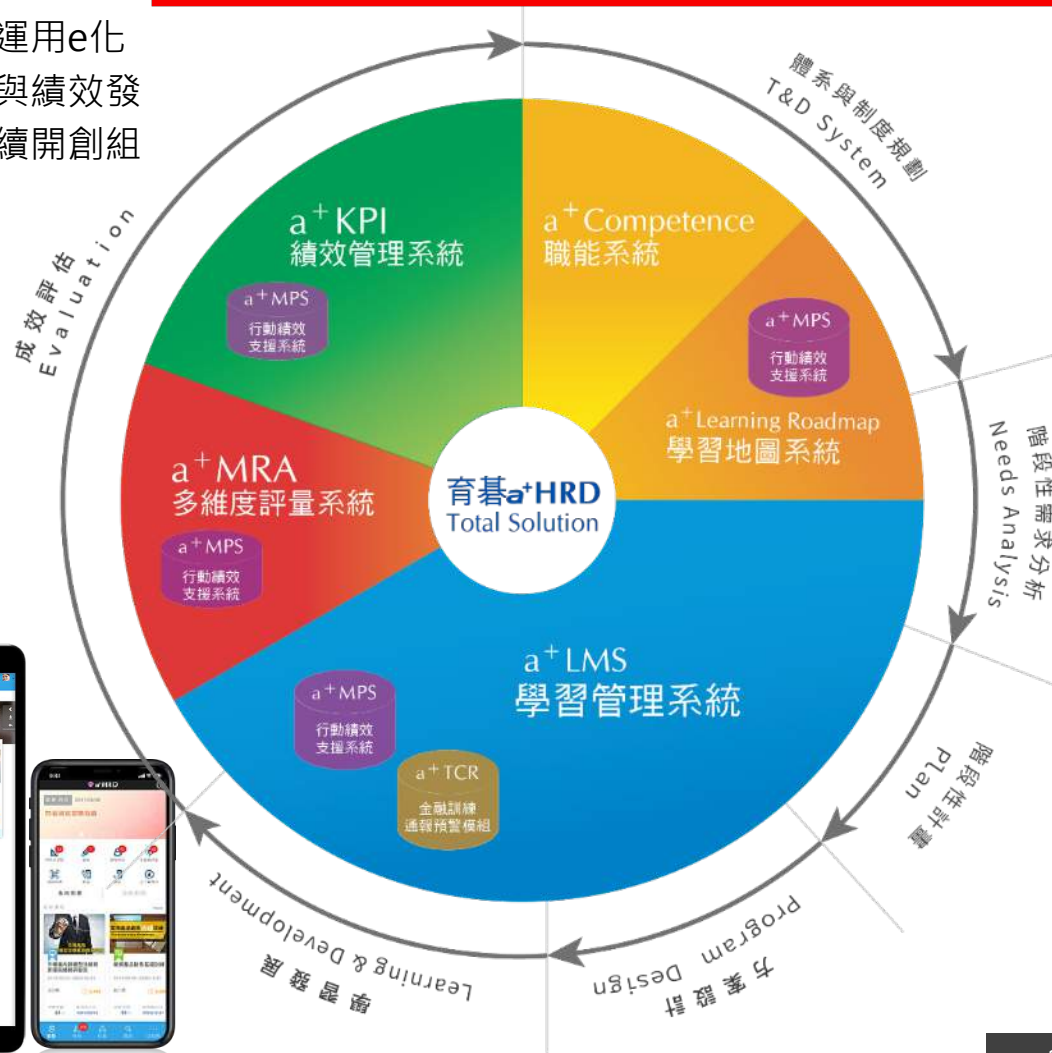 運用e化
與績效發
續開創組
體系與制度規劃
T&D System
階段性需求分析
Needs Analysis
階段性計畫
Plan
方案設計
Program Design
學習發展
Learning & Development
成效評估
Evaluation
a+KPI
績效管理系統
a+MPS
行動績效
支援系統
a+Competence
職能系統
a+MPS
行動績效
支援系統
a+Learning Roadmap
學習地圖系統
a+MRA
多維度評量系統
a+MPS
行動績效
支援系統
育碁a+HRD
Total Solution
a+LMS
學習管理系統
a+MPS
行動績效
支援系統
a+TCR
金融訓練
通報預警模組
a+HRD